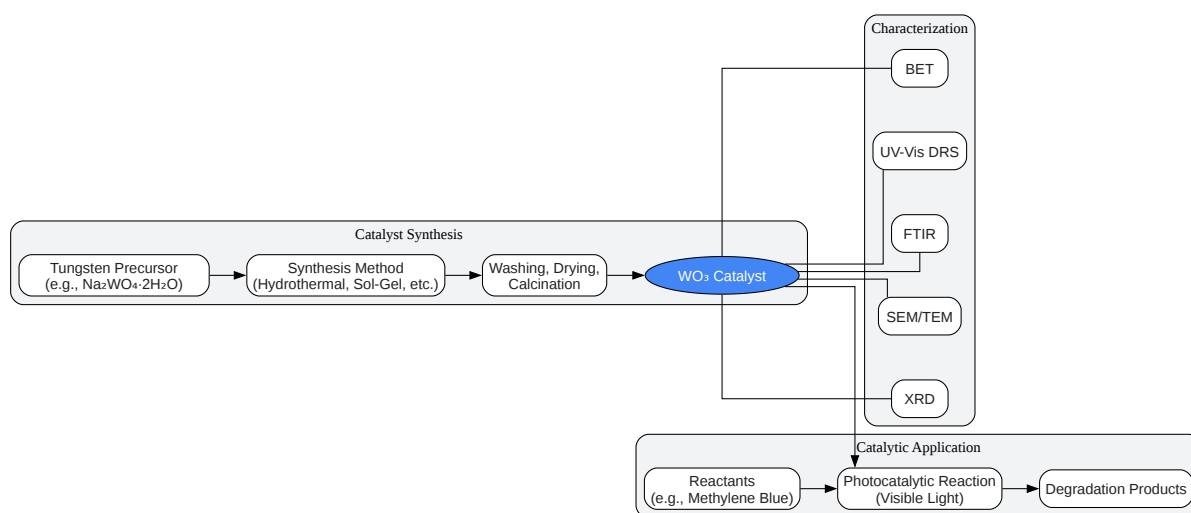 Characterization
BET
UV-Vis DRS
FTIR
SEM/TEM
XRD
Catalyst Synthesis
Tungsten Precursor
(e.g., Na₂WO₄·2H₂O)
Synthesis Method
(Hydrothermal, Sol-Gel, etc.)
Washing, Drying,
Calcination
WO₃ Catalyst
Catalytic Application
Reactants
(e.g., Methylene Blue)
Photocatalytic Reaction
(Visible Light)
Degradation Products